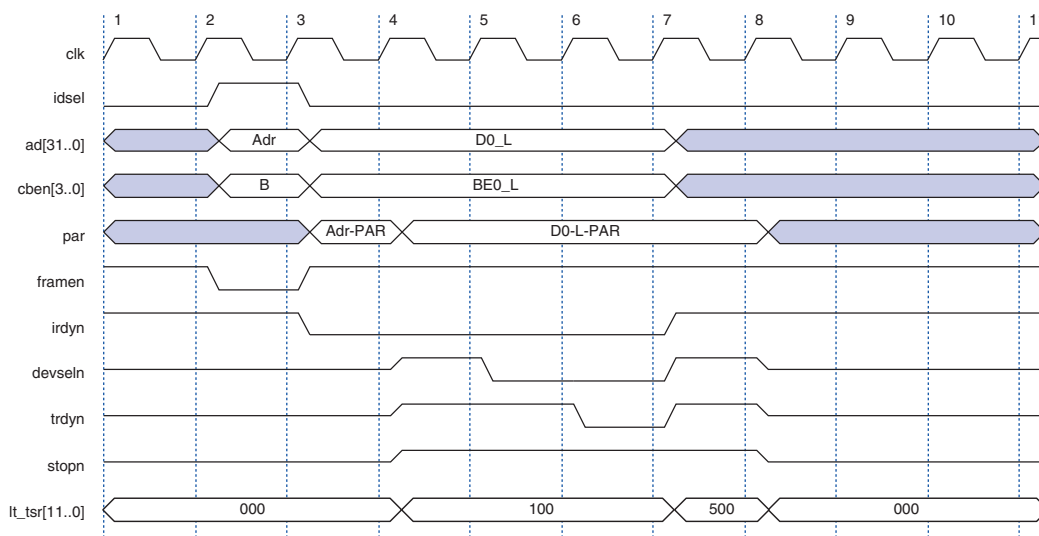 1 2 3 4 5 6 7 8 9 10 1
clk
idsel
ad[31..0] Adr D0_L
cben[3..0] B BE0_L
par Adr-PAR D0-L-PAR
framen
irdyn
devseln
trdyn
stopn
lt_tsr[11..0] 000 100 500 000